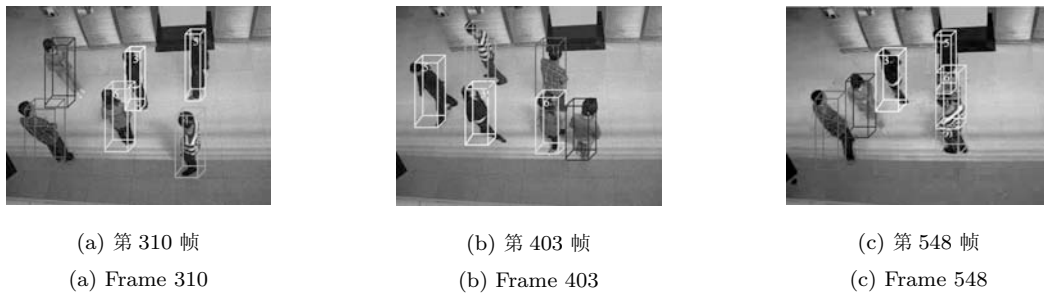 (a) 第 310 帧
(b) 第 403 帧
(c) 第 548 帧
(a) Frame 310
(b) Frame 403
(c) Frame 548